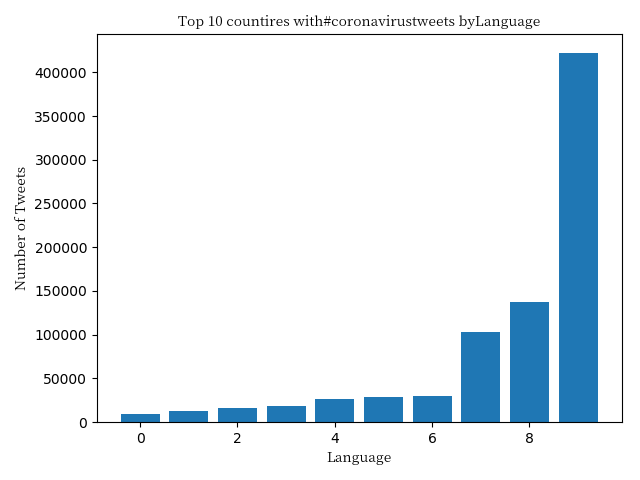 Top 10 countires with#coronavirustweets byLanguage
400000
350000
300000
250000
200000
150000
100000
50000
0
Number of Tweets
0 2 4 6 8
Language